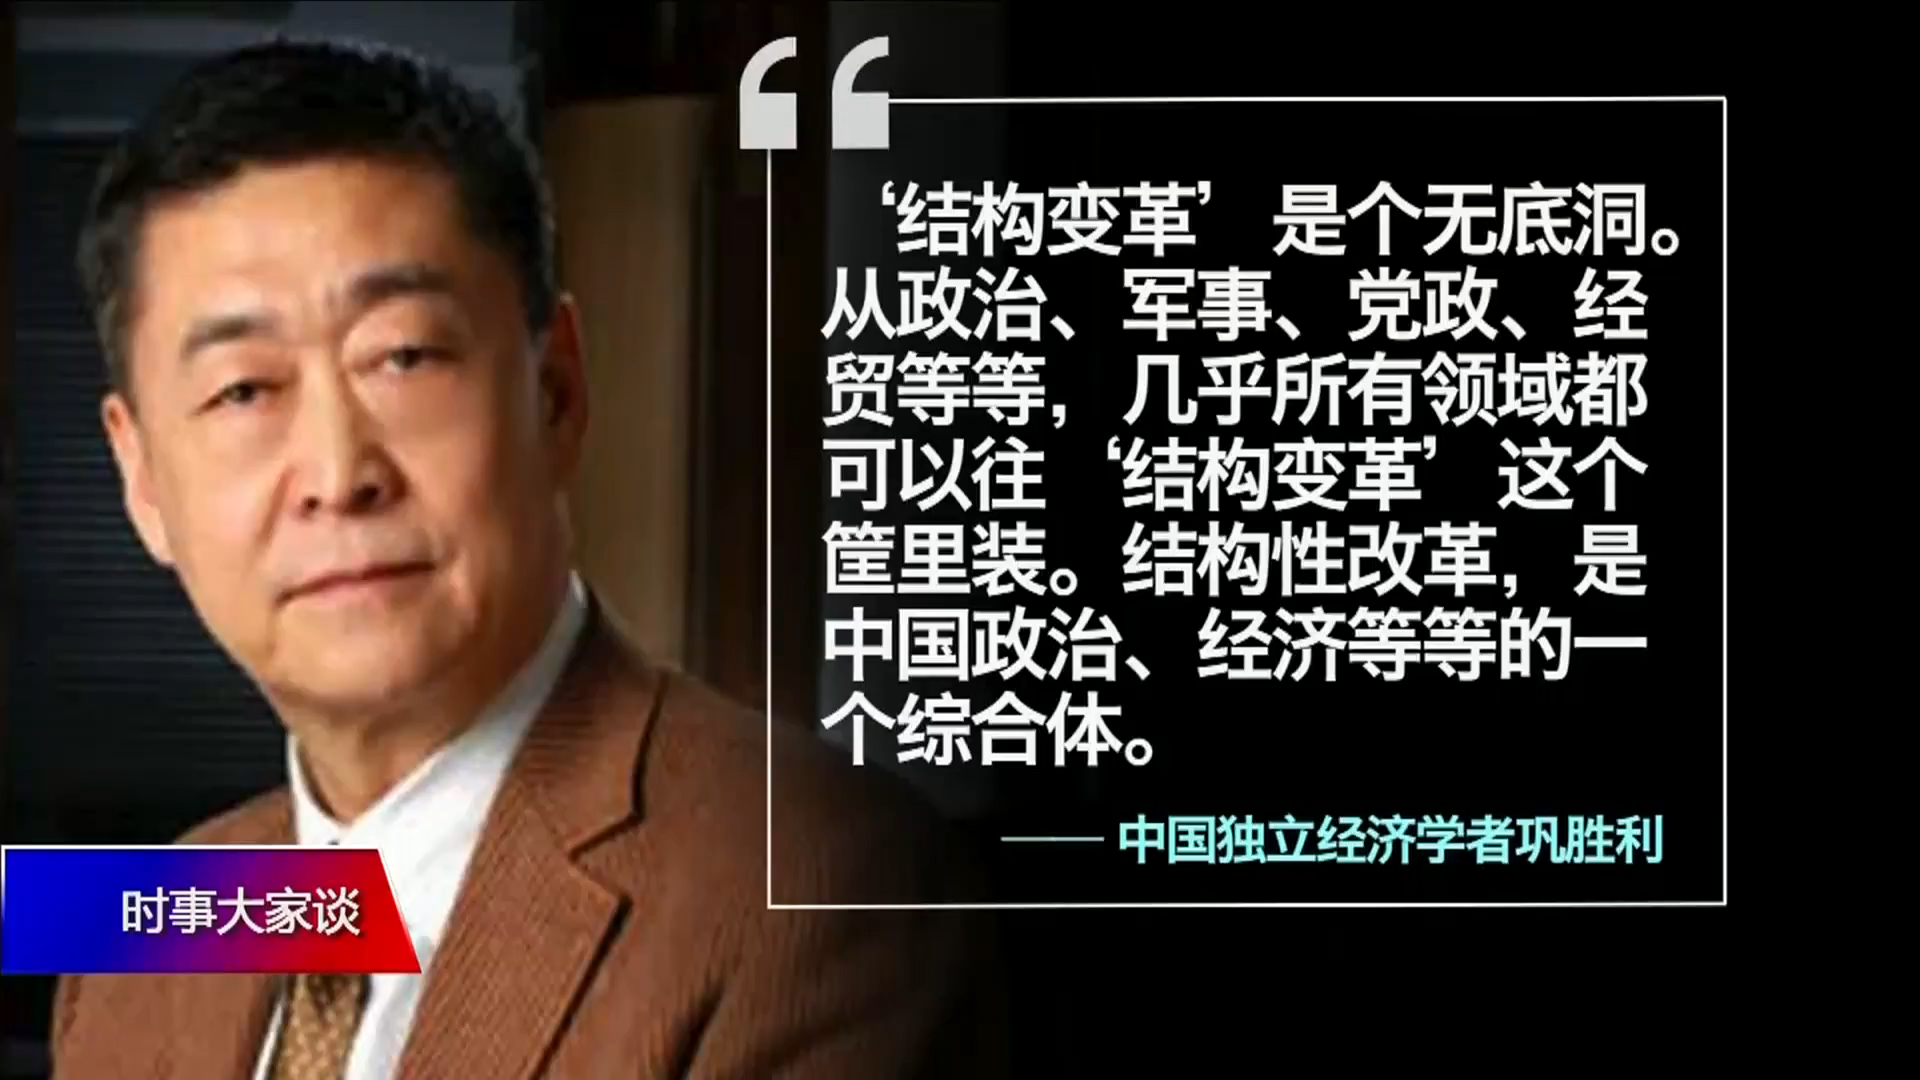 ‘结构变革’是个无底洞。
从政治、军事、党政、经
贸等等，几乎所有领域都
可以往‘结构变革’这个
筐里装。结构性改革，是
中国政治、经济等等的一
个综合体。
——中国独立经济学者巩胜利
时事大家谈